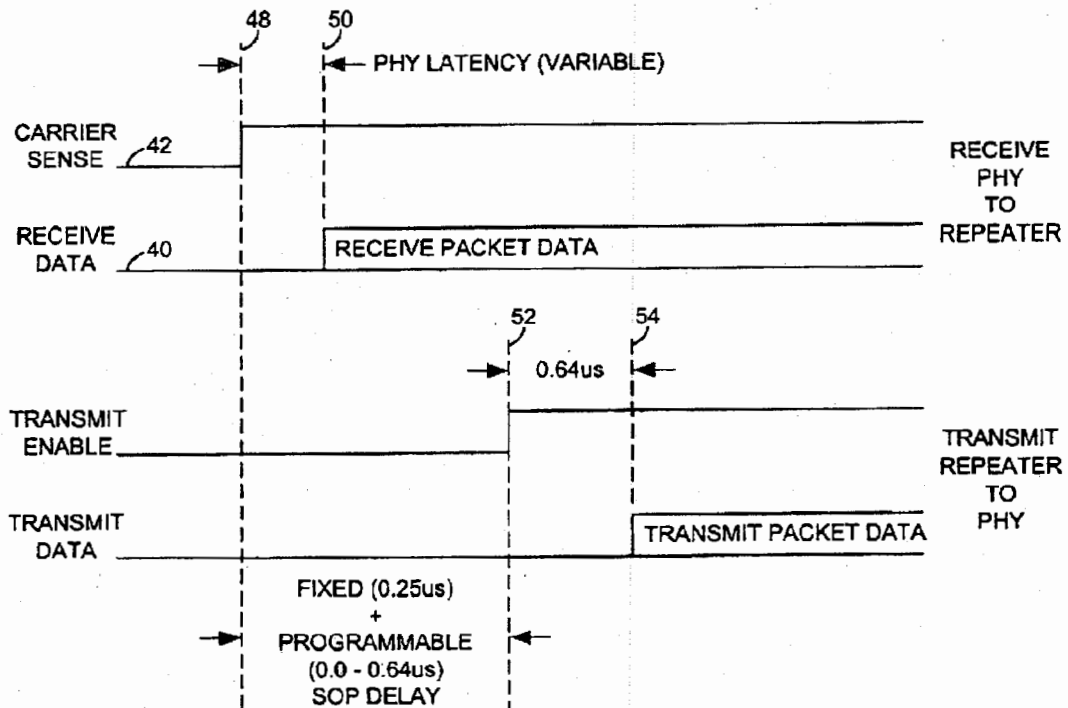 48
50
PHY LATENCY (VARIABLE)
CARRIER
SENSE
42
RECEIVE
DATA
40
RECEIVE PACKET DATA
RECEIVE
PHY
TO
REPEATER
52
54
0.64us
TRANSMIT
ENABLE
TRANSMIT
DATA
TRANSMIT PACKET DATA
TRANSMIT
REPEATER
TO
PHY
FIXED (0.25us)
+
PROGRAMMABLE
(0.0 - 0.64us)
SOP DELAY